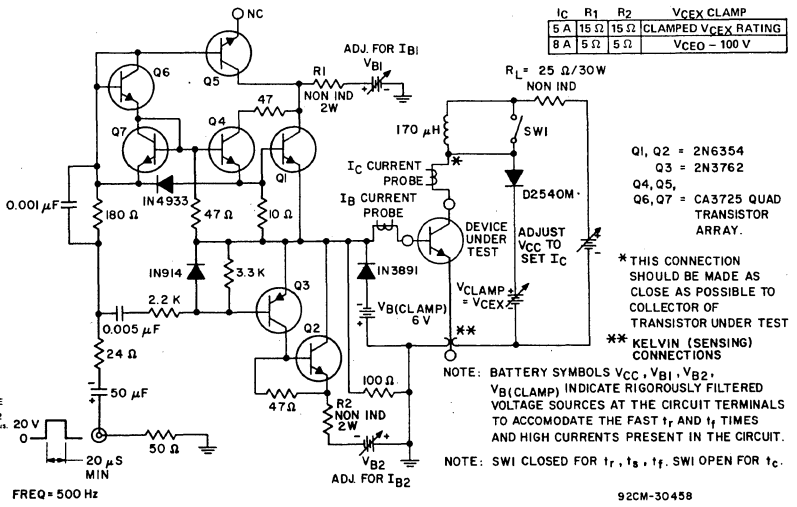 IC R1 R2 VCEX CLAMP
5 A 15 Ω 15 Ω CLAMPED VCEX RATING
8 A 5 Ω 5 Ω VCEO – 100 V
NC
ADJ. FOR IB1
VB1
+ -
Q6
Q5
R1
NON IND
2W
RL = 25 Ω/30W
NON IND
47
Q7
Q4
Q1
170 μH
SW1
*
IC CURRENT
PROBE
D2540M
Q1, Q2 = 2N6354
Q3 = 2N3762
Q4, Q5,
Q6, Q7 = CA3725 QUAD
TRANSISTOR
ARRAY.
0.001 μF
180 Ω
1N4933
47 Ω
10 Ω
IB CURRENT
PROBE
DEVICE
UNDER
TEST
ADJUST
VCC TO
SET IC
+
-
1N914
3.3 K
Q3
1N3891
VCLAMP
= VCEX
+
-
2.2 K
0.005 μF
-
+
VB(CLAMP)
6 V
**
* THIS CONNECTION
SHOULD BE MADE AS
CLOSE AS POSSIBLE TO
COLLECTOR OF
TRANSISTOR UNDER TEST
** KELVIN (SENSING)
CONNECTIONS
Q2
24 Ω
47Ω
100 Ω
-
+
50 μF
R2
NON IND
2W
20 V
0
20 μS
MIN
50 Ω
- +
VB2
ADJ. FOR IB2
NOTE: BATTERY SYMBOLS VCC, VB1, VB2,
VB(CLAMP) INDICATE RIGOROUSLY FILTERED
VOLTAGE SOURCES AT THE CIRCUIT TERMINALS
TO ACCOMODATE THE FAST tr AND tf TIMES
AND HIGH CURRENTS PRESENT IN THE CIRCUIT.
NOTE: SW1 CLOSED FOR tr, ts, tf. SW1 OPEN FOR tc.
FREQ = 500 Hz
92CM-30458